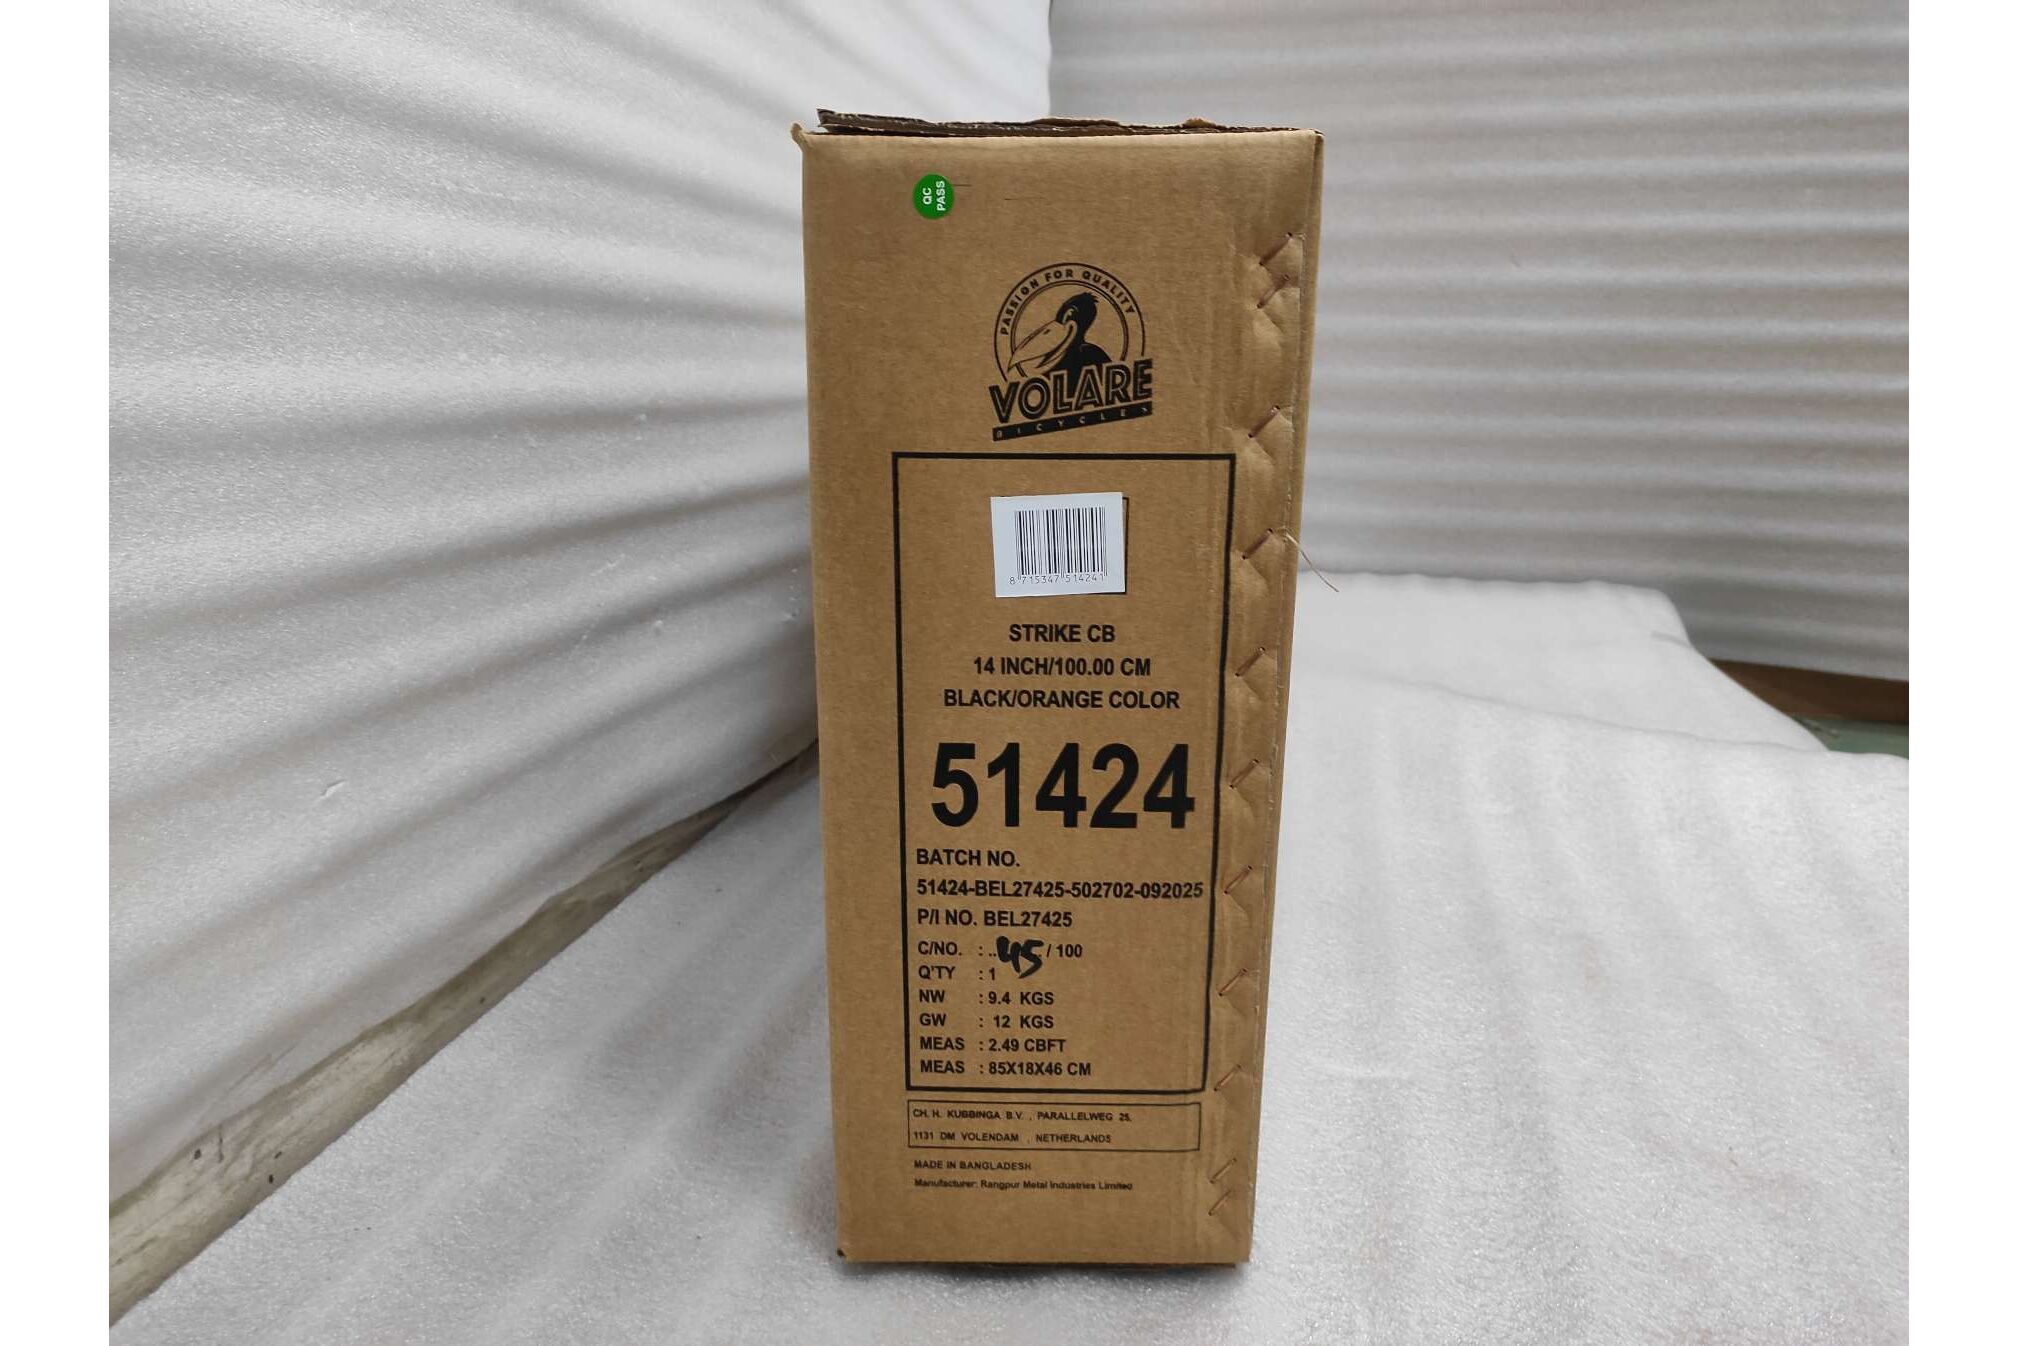 QC
PASS
PASSION FOR QUALITY
VOLARE
BICYCLES
8 715347 514241
STRIKE CB
14 INCH/100.00 CM
BLACK/ORANGE COLOR
51424
BATCH NO.
51424-BEL27425-502702-092025
P/I NO. BEL27425
C/NO. : ..45 / 100
Q'TY : 1
NW : 9.4 KGS
GW : 12 KGS
MEAS : 2.49 CBFT
MEAS : 85X18X46 CM
CH. H. KUBBINGA B.V. , PARALLELWEG 25,
1131 DM VOLENDAM , NETHERLANDS
MADE IN BANGLADESH
Manufacturer: Rangpur Metal Industries Limited